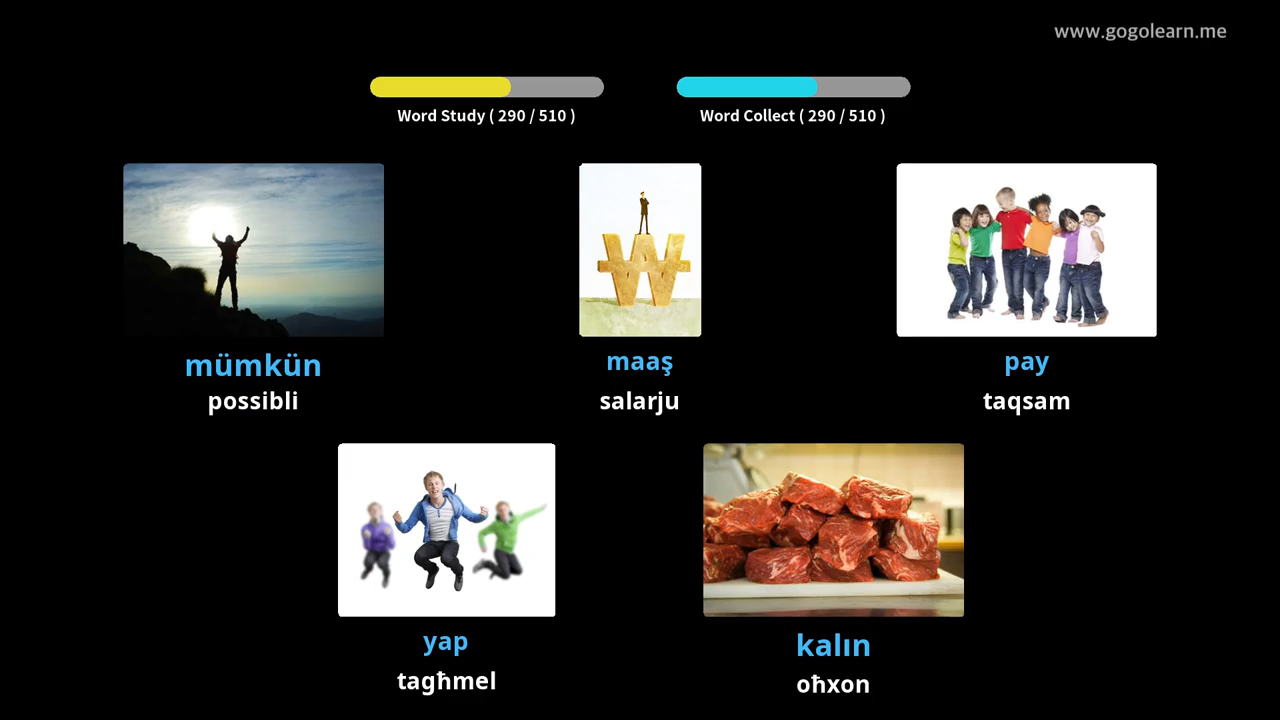 www.gogolearn.me
Word Study ( 290 / 510 )
Word Collect ( 290 / 510 )
mümkün
possibli
maaş
salarju
pay
taqsam
yap
tagħmel
kalın
oħxon